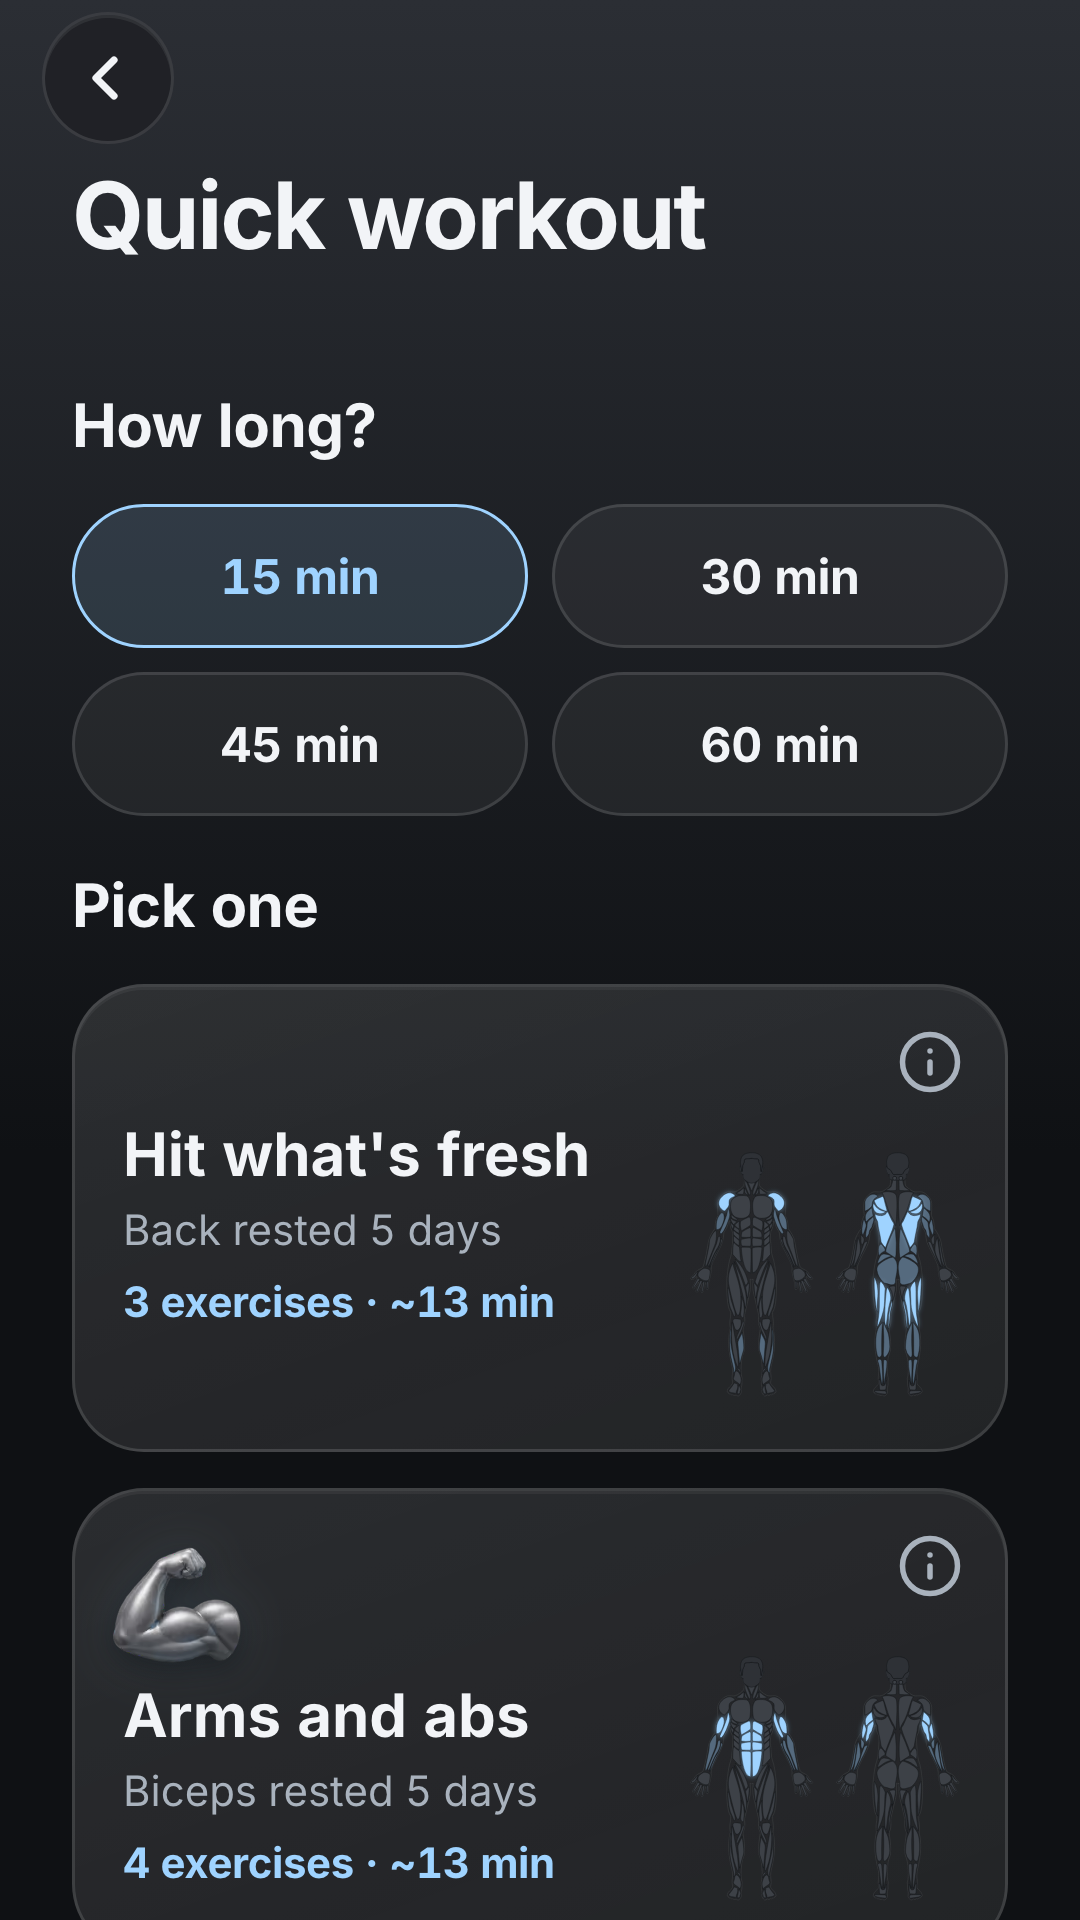 Quick workout
How long?
15 min
30 min
45 min
60 min
Pick one
Hit what's fresh
Back rested 5 days
3 exercises · ~13 min
Arms and abs
Biceps rested 5 days
4 exercises · ~13 min